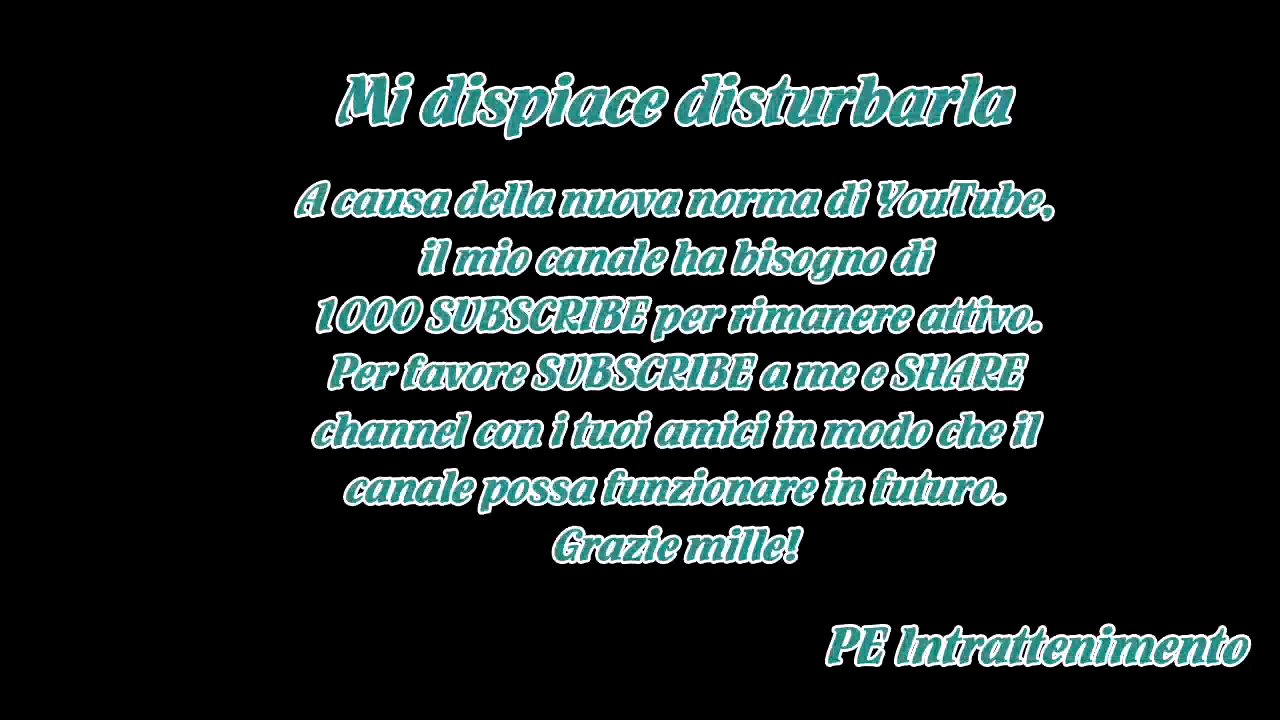 Mi dispiace disturbarla
A causa della nuova norma di YouTube,
il mio canale ha bisogno di
1000 SUBSCRIBE per rimanere attivo.
Per favore SUBSCRIBE a me e SHARE
channel con i tuoi amici in modo che il
canale possa funzionare in futuro.
Grazie mille!
PE Intrattenimento